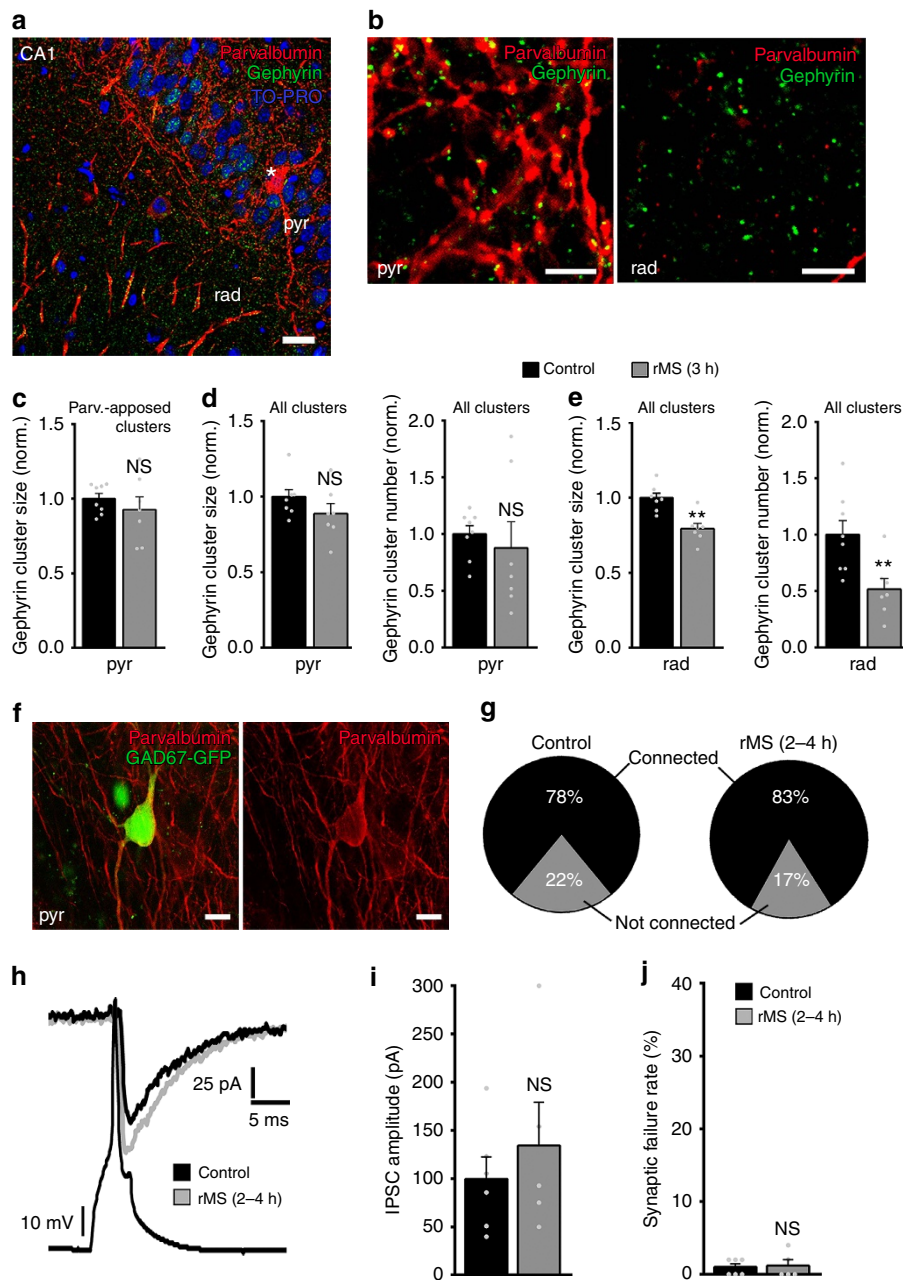 a
CA1
Parvalbumin
Gephyrin
TO-PRO
*
pyr
rad
b
Parvalbumin
Gephyrin
pyr
Parvalbumin
Gephyrin
rad
Control
rMS (3 h)
c
Parv.-apposed
clusters
Gephyrin cluster size (norm.)
1.5
1.0
0.5
0.0
NS
pyr
d
All clusters
Gephyrin cluster size (norm.)
1.5
1.0
0.5
0.0
NS
pyr
All clusters
Gephyrin cluster number (norm.)
2.0
1.5
1.0
0.5
0.0
NS
pyr
e
All clusters
Gephyrin cluster size (norm.)
1.5
1.0
0.5
0.0
**
rad
All clusters
Gephyrin cluster number (norm.)
2.0
1.5
1.0
0.5
0.0
**
rad
f
Parvalbumin
GAD67-GFP
pyr
Parvalbumin
g
Control
rMS (2–4 h)
Connected
78%
83%
22%
17%
Not connected
h
25 pA
5 ms
Control
rMS (2–4 h)
10 mV
i
IPSC amplitude (pA)
300
250
200
150
100
50
0
NS
j
Synaptic failure rate (%)
40
30
20
10
0
Control
rMS (2–4 h)
NS